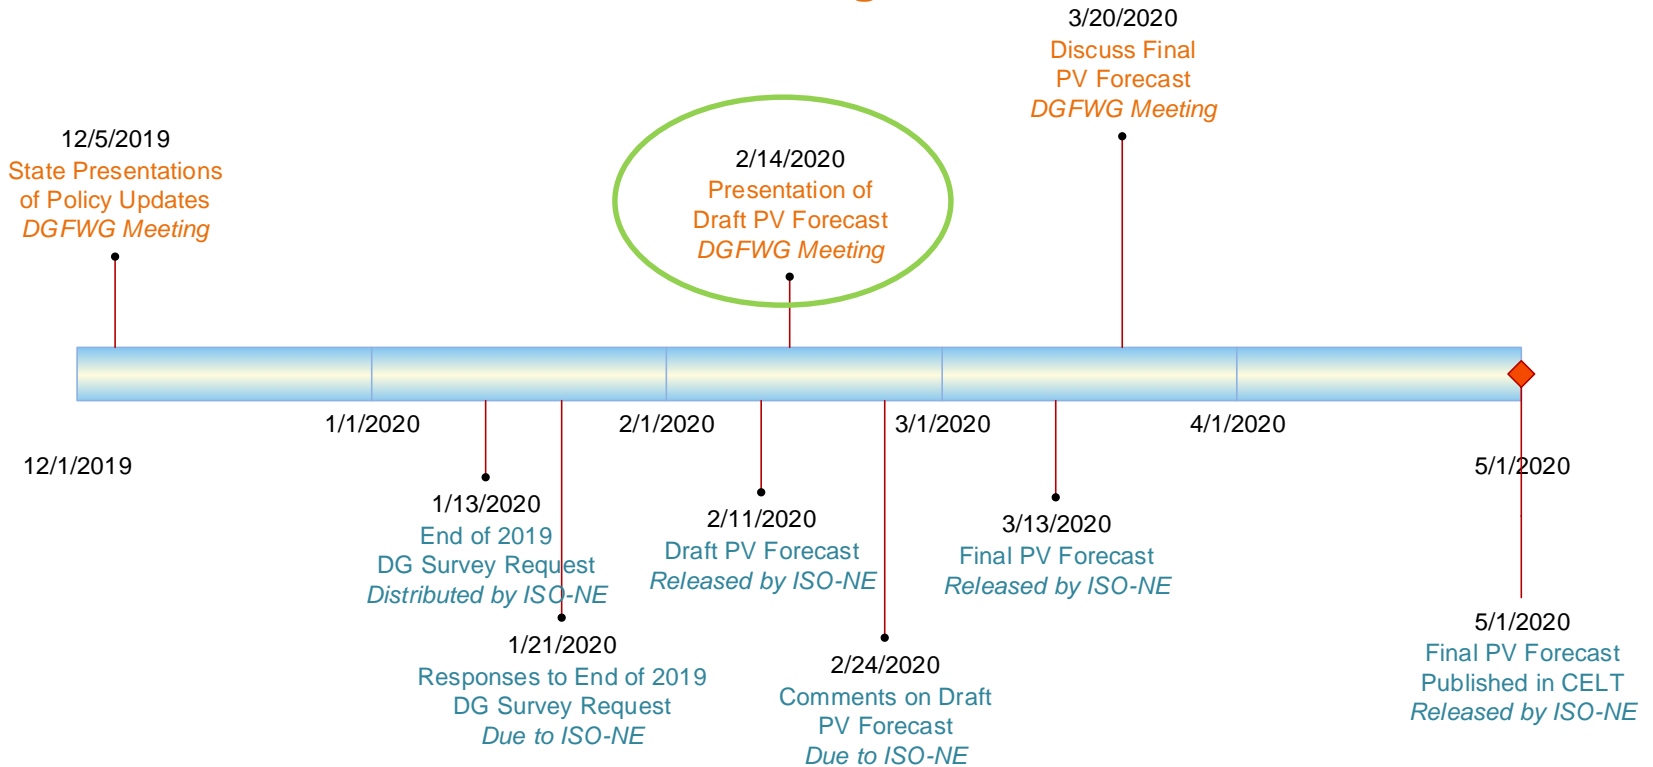 3/20/2020
Discuss Final
PV Forecast
DGFWG Meeting
12/5/2019
State Presentations
of Policy Updates
DGFWG Meeting
2/14/2020
Presentation of
Draft PV Forecast
DGFWG Meeting
1/1/2020
2/1/2020
3/1/2020
4/1/2020
12/1/2019
5/1/2020
1/13/2020
End of 2019
DG Survey Request
Distributed by ISO-NE
1/21/2020
Responses to End of 2019
DG Survey Request
Due to ISO-NE
2/11/2020
Draft PV Forecast
Released by ISO-NE
2/24/2020
Comments on Draft
PV Forecast
Due to ISO-NE
3/13/2020
Final PV Forecast
Released by ISO-NE
5/1/2020
Final PV Forecast
Published in CELT
Released by ISO-NE